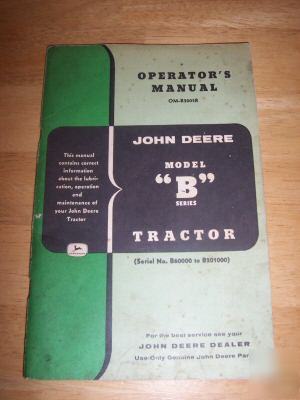 OPERATOR'S
MANUAL
OM-R2001R
This manual
contains correct
information
about the lubri-
cation, operation
and
maintenance of
your John Deere
Tractor
JOHN DEERE
MODEL
"B"
SERIES
TRACTOR
(Serial No. B60000 to B201000)
For the best service see your
JOHN DEERE DEALER
Use Only Genuine John Deere Par